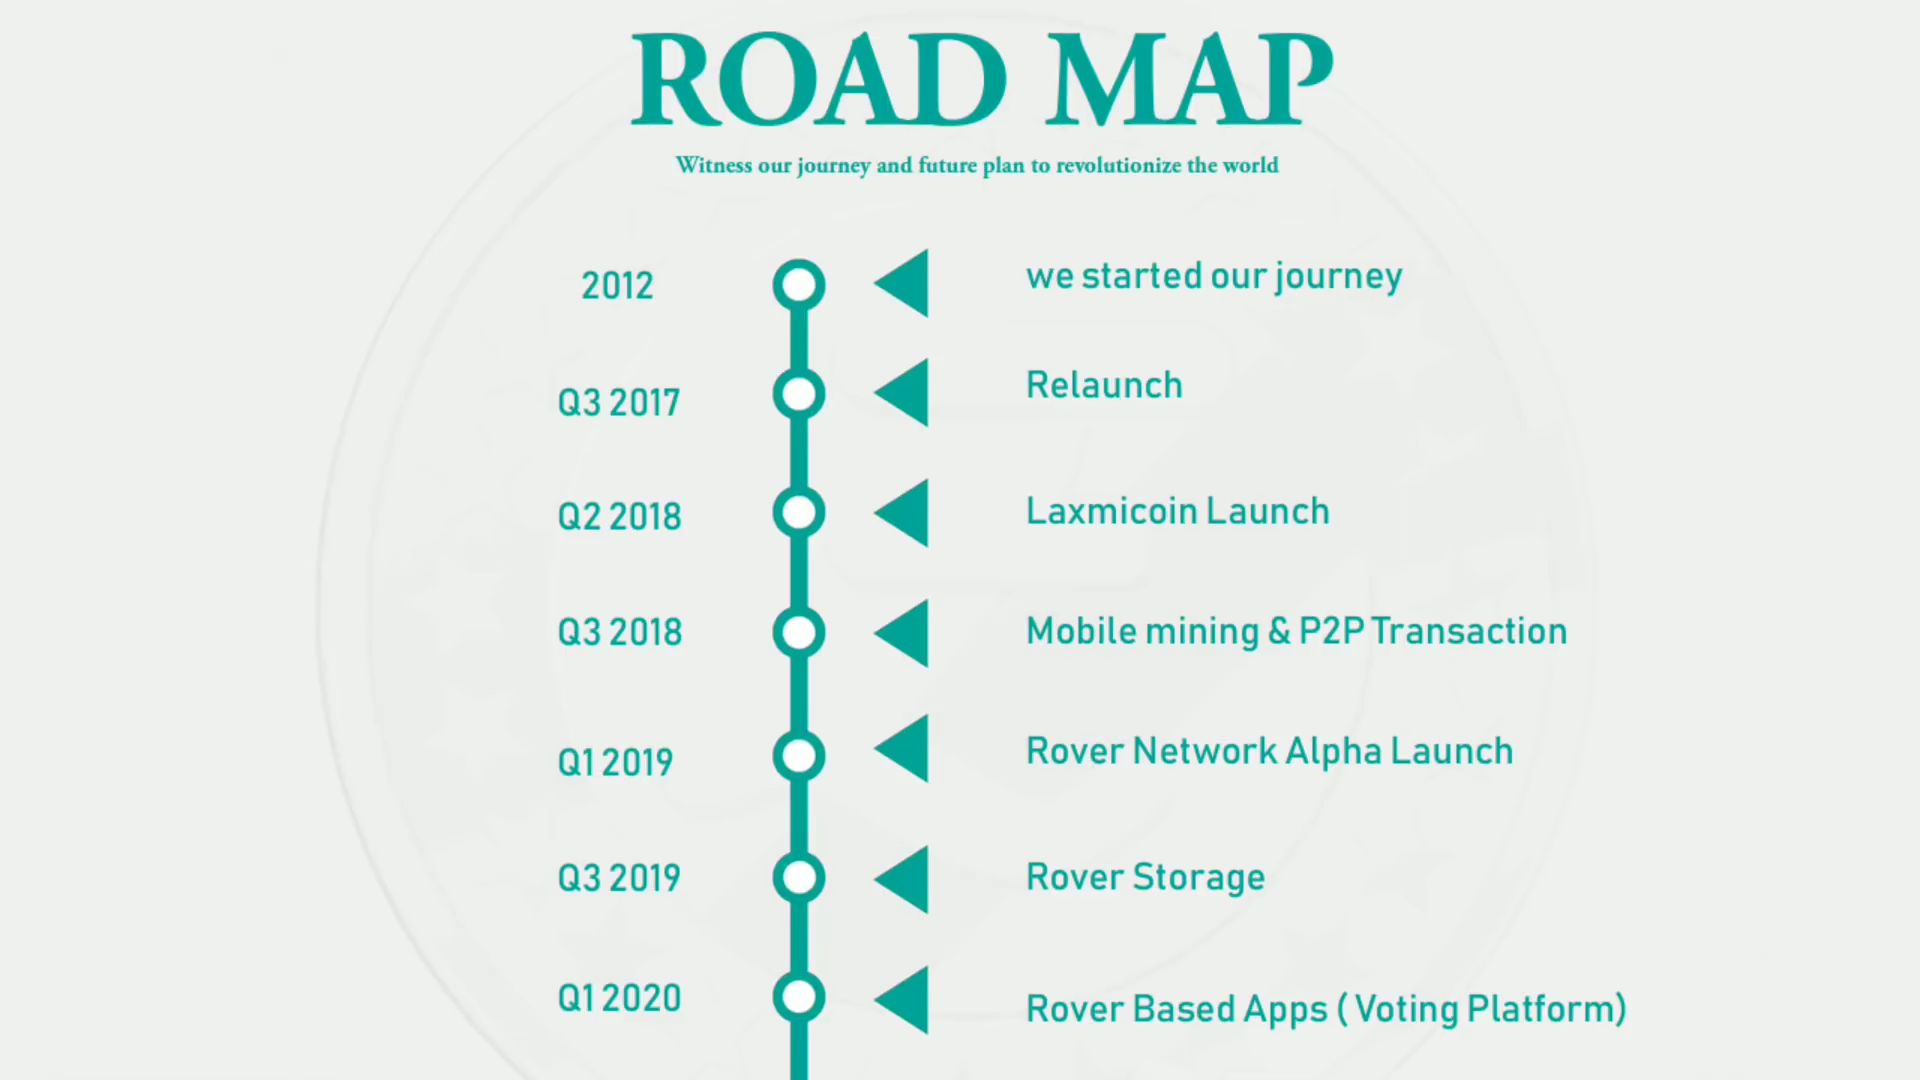 ROAD MAP
Witness our journey and future plan to revolutionize the world
2012 we started our journey
Q3 2017 Relaunch
Q2 2018 Laxmicoin Launch
Q3 2018 Mobile mining & P2P Transaction
Q1 2019 Rover Network Alpha Launch
Q3 2019 Rover Storage
Q1 2020 Rover Based Apps ( Voting Platform)